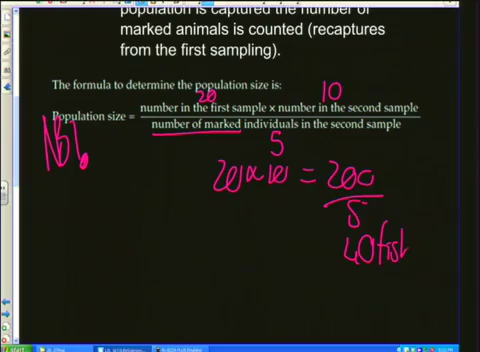 population is captured the number of
marked animals is counted (recaptures
from the first sampling).
The formula to determine the population size is:
20 10
number in the first sample × number in the second sample
Population size =
number of marked individuals in the second sample
5
20 x 10 = 200
5
40 fish
start